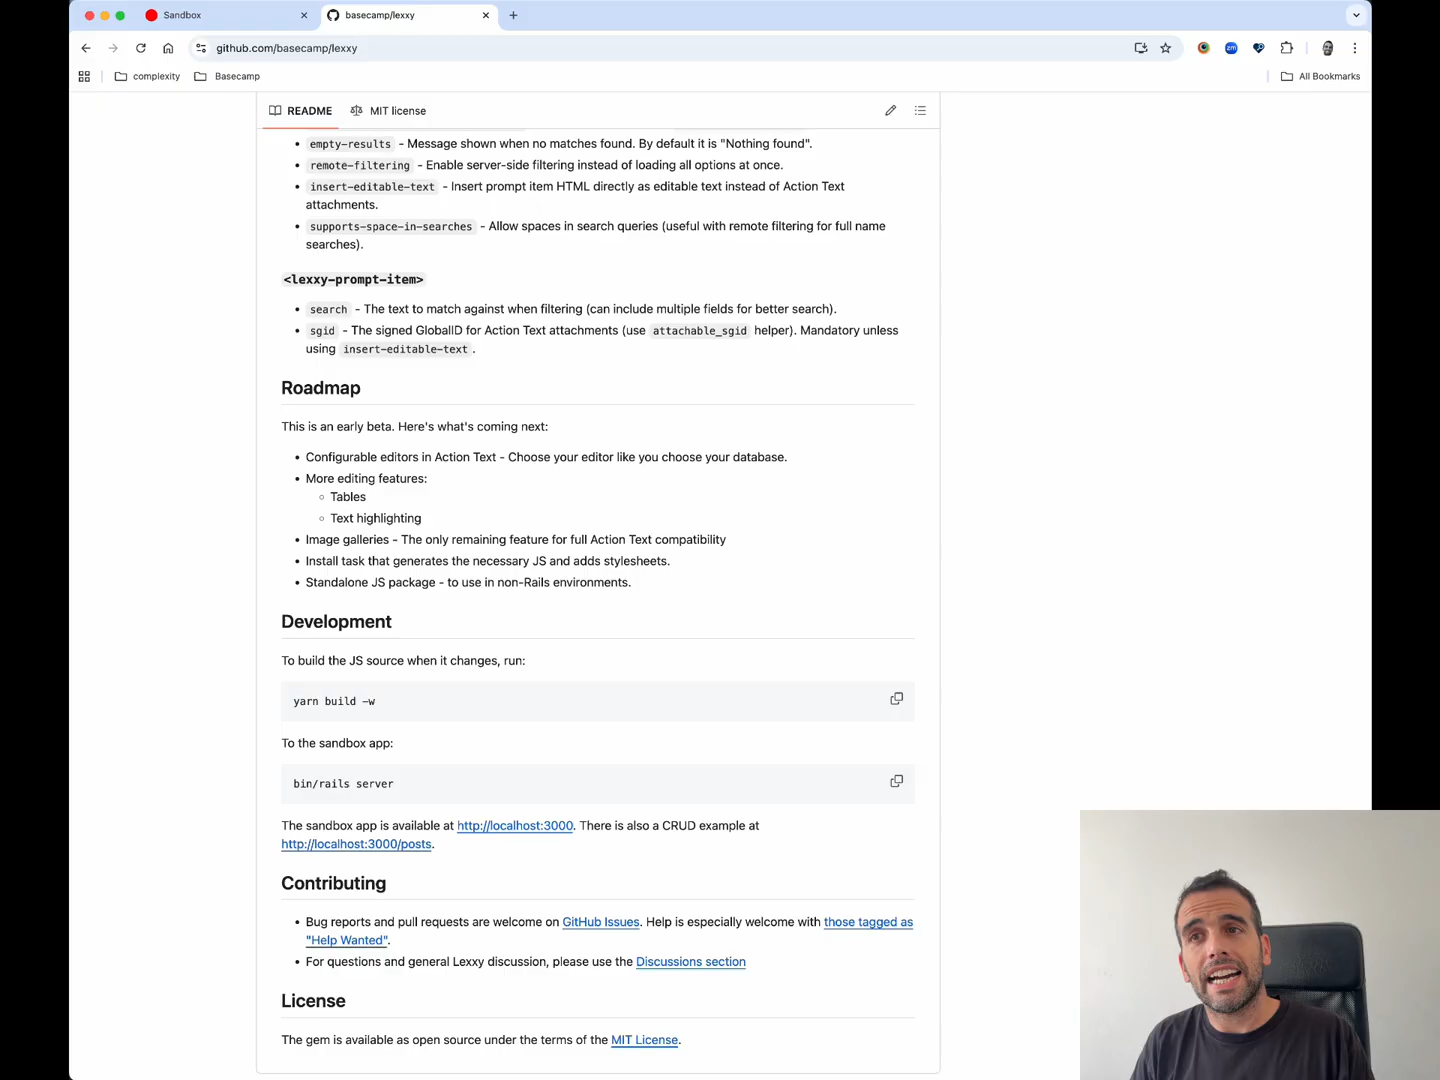 Sandbox
basecamp/lexxy
github.com/basecamp/lexxy
zm
complexity
Basecamp
All Bookmarks
README
MIT license
empty-results - Message shown when no matches found. By default it is "Nothing found".
remote-filtering - Enable server-side filtering instead of loading all options at once.
insert-editable-text - Insert prompt item HTML directly as editable text instead of Action Text
attachments.
supports-space-in-searches - Allow spaces in search queries (useful with remote filtering for full name
searches).
<lexxy-prompt-item>
search - The text to match against when filtering (can include multiple fields for better search).
sgid - The signed GlobalID for Action Text attachments (use attachable_sgid helper). Mandatory unless
using insert-editable-text.
Roadmap
This is an early beta. Here's what's coming next:
Configurable editors in Action Text - Choose your editor like you choose your database.
More editing features:
Tables
Text highlighting
Image galleries - The only remaining feature for full Action Text compatibility
Install task that generates the necessary JS and adds stylesheets.
Standalone JS package - to use in non-Rails environments.
Development
To build the JS source when it changes, run:
yarn build -w
To the sandbox app:
bin/rails server
The sandbox app is available at http://localhost:3000. There is also a CRUD example at
http://localhost:3000/posts.
Contributing
Bug reports and pull requests are welcome on GitHub Issues. Help is especially welcome with those tagged as
"Help Wanted".
For questions and general Lexxy discussion, please use the Discussions section
License
The gem is available as open source under the terms of the MIT License.